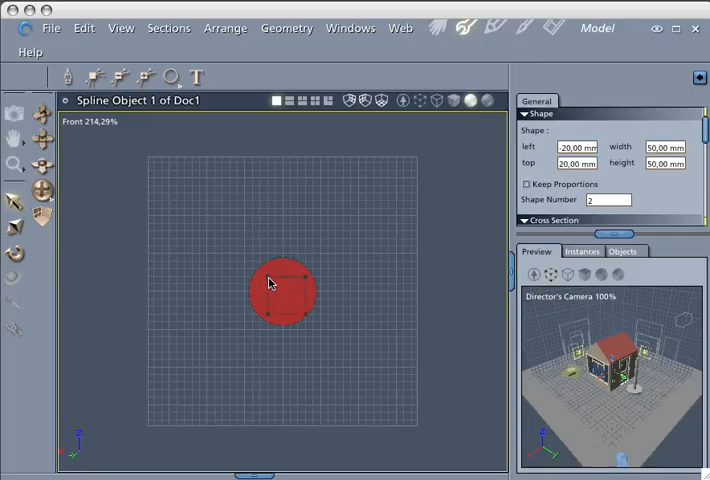 File Edit View Sections Arrange Geometry Windows Web Model
Help
T
Spline Object 1 of Doc1
Front 214,29%
General
Shape
Shape :
left -20,00 mm width 50,00 mm
top 20,00 mm height 50,00 mm
Keep Proportions
Shape Number 2
Cross Section
Preview Instances Objects
Director's Camera 100%
Z
X
Z